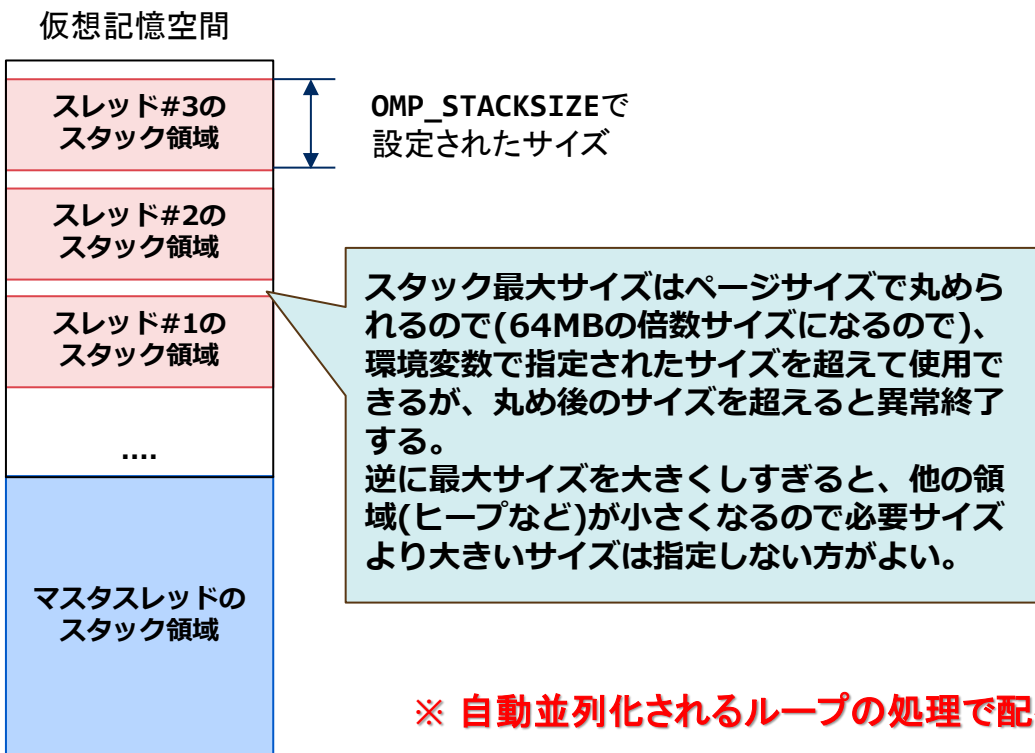 仮想記憶空間
スレッド#3の
スタック領域
OMP_STACKSIZEで
設定されたサイズ
スレッド#2の
スタック領域
スタック最大サイズはページサイズで丸めら
れるので(64MBの倍数サイズになるので)、
環境変数で指定されたサイズを超えて使用で
きるが、丸め後のサイズを超えると異常終了
する。
逆に最大サイズを大きくしすぎると、他の領
域(ヒープなど)が小さくなるので必要サイズ
より大きいサイズは指定しない方がよい。
スレッド#1の
スタック領域
....
マスタスレッドの
スタック領域
※ 自動並列化されるループの処理で配